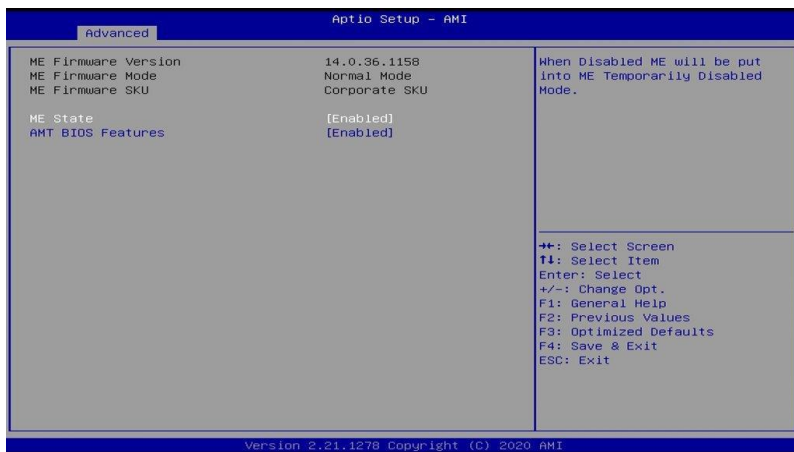 Aptio Setup – AMI
Advanced
ME Firmware Version 14.0.36.1158
ME Firmware Mode Normal Mode
ME Firmware SKU Corporate SKU
ME State [Enabled]
AMT BIOS Features [Enabled]
When Disabled ME will be put
into ME Temporarily Disabled
Mode.
→←: Select Screen
↑↓: Select Item
Enter: Select
+/-: Change Opt.
F1: General Help
F2: Previous Values
F3: Optimized Defaults
F4: Save & Exit
ESC: Exit
Version 2.21.1278 Copyright (C) 2020 AMI